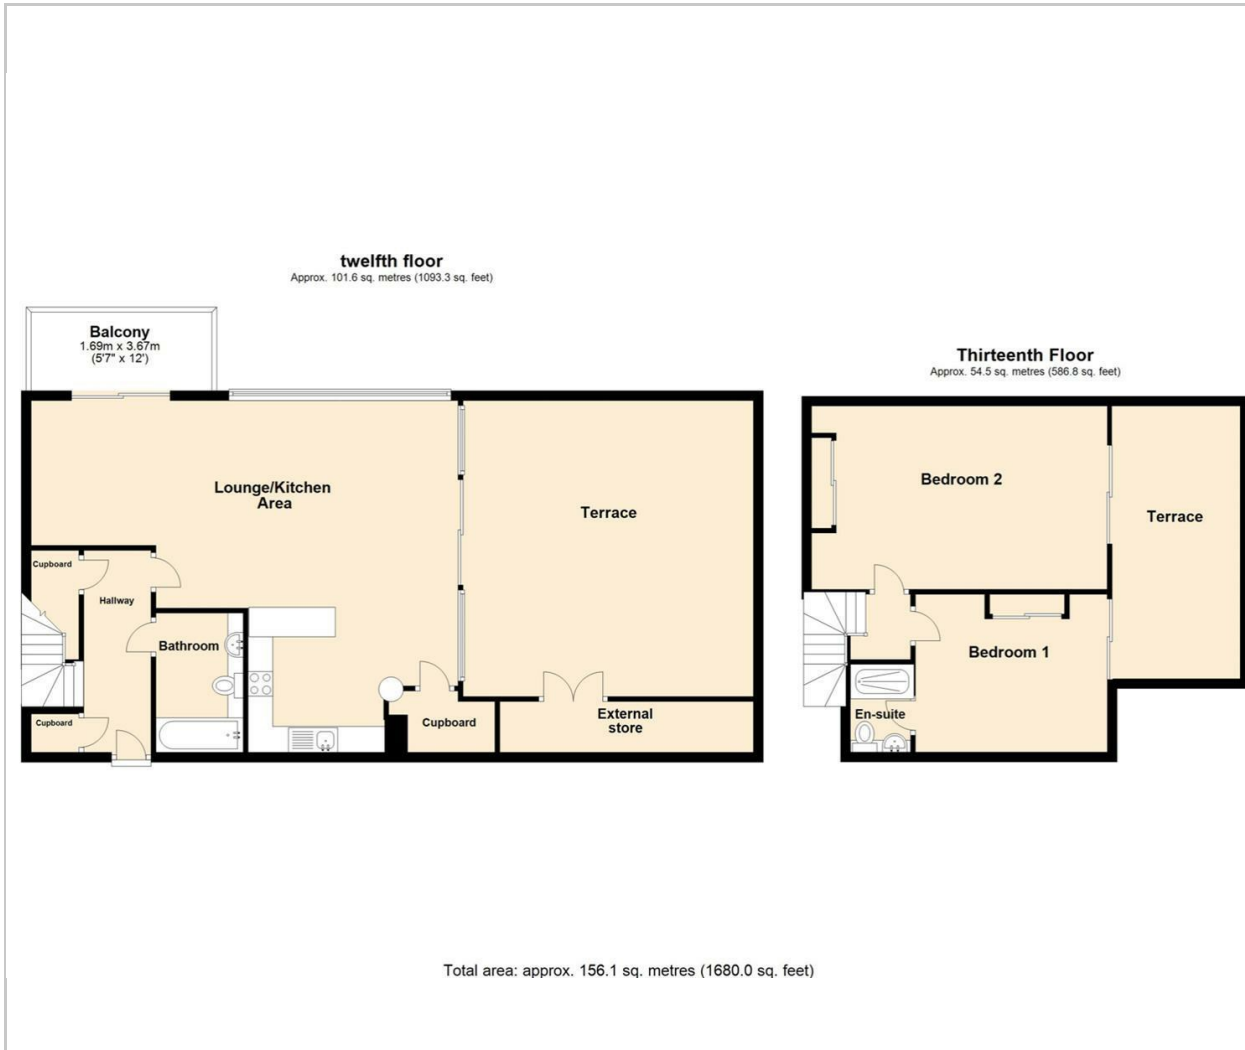 twelfth floor
Approx. 101.6 sq. metres (1093.3 sq. feet)
Balcony
1.69m x 3.67m
(5'7" x 12')
Lounge/Kitchen
Area
Terrace
Cupboard
Hallway
Bathroom
Cupboard
Cupboard
External
store
Thirteenth Floor
Approx. 54.5 sq. metres (586.8 sq. feet)
Bedroom 2
Terrace
Bedroom 1
En-suite
Total area: approx. 156.1 sq. metres (1680.0 sq. feet)